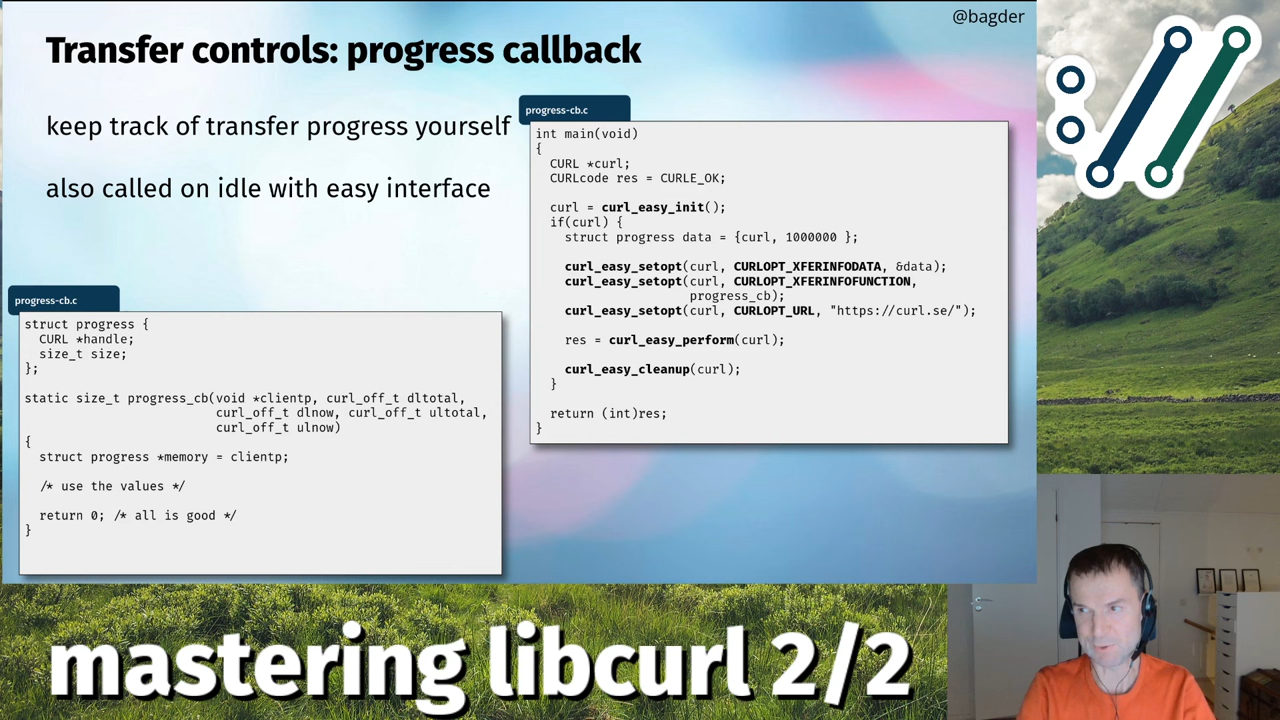 @bagder
Transfer controls: progress callback
keep track of transfer progress yourself
also called on idle with easy interface
progress-cb.c
int main(void)
{
  CURL *curl;
  CURLcode res = CURLE_OK;
  curl = curl_easy_init();
  if(curl) {
    struct progress data = {curl, 1000000 };
    curl_easy_setopt(curl, CURLOPT_XFERINFODATA, &data);
    curl_easy_setopt(curl, CURLOPT_XFERINFOFUNCTION,
                     progress_cb);
    curl_easy_setopt(curl, CURLOPT_URL, "https://curl.se/");
    res = curl_easy_perform(curl);
    curl_easy_cleanup(curl);
  }
  return (int)res;
}
progress-cb.c
struct progress {
  CURL *handle;
  size_t size;
};
static size_t progress_cb(void *clientp, curl_off_t dltotal,
                          curl_off_t dlnow, curl_off_t ultotal,
                          curl_off_t ulnow)
{
  struct progress *memory = clientp;
  /* use the values */
  return 0; /* all is good */
}
mastering libcurl 2/2